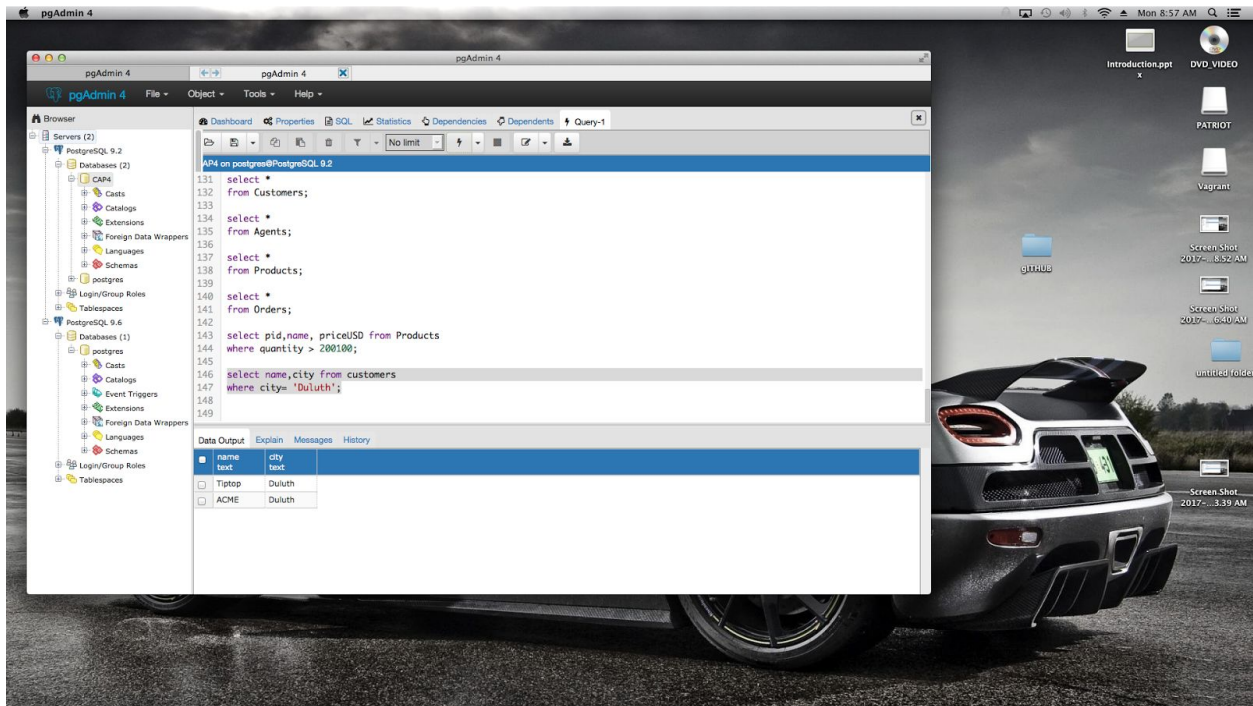 pgAdmin 4
Mon 8:57 AM
pgAdmin 4
pgAdmin 4
pgAdmin 4
pgAdmin 4 File Object Tools Help
Browser
Servers (2)
PostgreSQL 9.2
Databases (2)
CAP4
Casts
Catalogs
Extensions
Foreign Data Wrappers
Languages
Schemas
postgres
Login/Group Roles
Tablespaces
PostgreSQL 9.6
Databases (1)
postgres
Casts
Catalogs
Event Triggers
Extensions
Foreign Data Wrappers
Languages
Schemas
Login/Group Roles
Tablespaces
Dashboard Properties SQL Statistics Dependencies Dependents Query-1
No limit
AP4 on postgres@PostgreSQL 9.2
131 select *
132 from Customers;
133
134 select *
135 from Agents;
136
137 select *
138 from Products;
139
140 select *
141 from Orders;
142
143 select pid,name, priceUSD from Products
144 where quantity > 200100;
145
146 select name,city from customers
147 where city= 'Duluth';
148
149
Data Output Explain Messages History
name city
text text
Tiptop Duluth
ACME Duluth
Introduction.ppt
x
DVD_VIDEO
PATRIOT
Vagrant
gITHUB
Screen Shot
2017-...8.52 AM
Screen Shot
2017-...6.40 AM
untitled folder
Screen Shot
2017-...3.39 AM